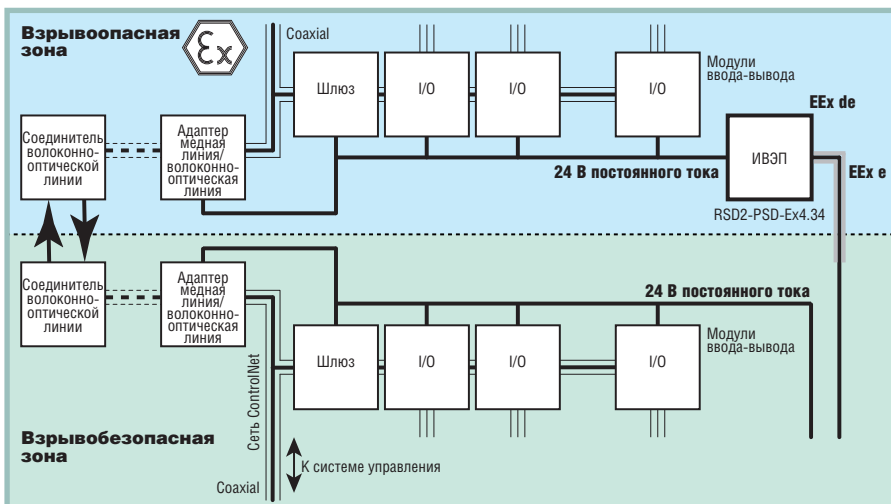 Взрывоопасная
зона
Ex
Coaxial
Шлюз
I/O
I/O
I/O
Модули
ввода-вывода
EEx de
Соединитель
волоконно-
оптической
линии
Адаптер
медная
линия/
волоконно-
оптическая
линия
24 В постоянного тока
ИВЭП
EEx e
RSD2-PSD-Ex4.34
Соединитель
волоконно-
оптической
линии
Адаптер
медная
линия/
волоконно-
оптическая
линия
24 В постоянного тока
Шлюз
I/O
I/O
I/O
Модули
ввода-вывода
Сеть ControlNet
Взрывобезопасная
зона
К системе управления
Coaxial